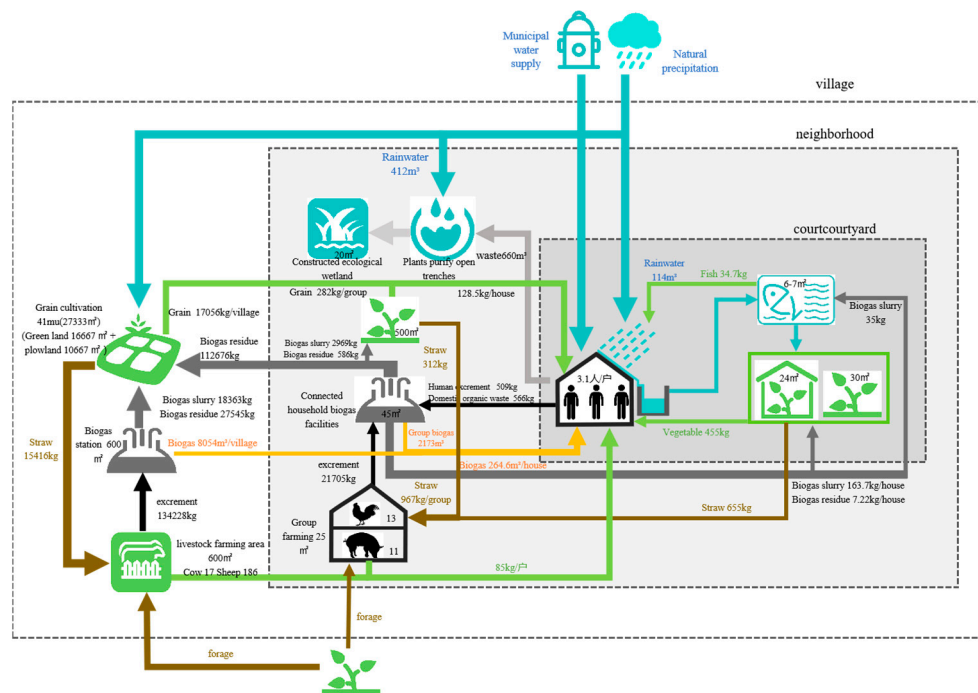 Municipal
water
supply
Natural
precipitation
village
neighborhood
Rainwater
412m³
courtcourtyard
20㎡
Constructed ecological
wetland
Plants purify open
trenches
waste660m³
Rainwater
114m³
Fish 34.7kg
6-7㎡
Biogas slurry
35kg
Grain 282kg/group
128.5kg/house
Grain cultivation
41mu(27333㎡)
(Green land 16667 ㎡ +
plowland 10667 ㎡)
Grain 17056kg/village
500㎡
Biogas residue
112676kg
Biogas slurry 2969kg
Biogas residue 586kg
Straw
312kg
3.1人/户
24㎡
30㎡
Human excrement 509kg
Domestic organic waste 566kg
Connected
household biogas
facilities
45㎡
Biogas slurry 18363kg
Biogas residue 27545kg
Vegetable 455kg
Biogas
station 600
㎡
Group biogas
2173m³
Biogas 8054m³/village
Biogas 264.6m³/house
Straw
15416kg
excrement
21705kg
Straw
967kg/group
Biogas slurry 163.7kg/house
Biogas residue 7.22kg/house
excrement
134228kg
Straw 655kg
Group
farming 25
㎡
13
11
livestock farming area
600㎡
Cow 17 Sheep 186
85kg/户
forage
forage